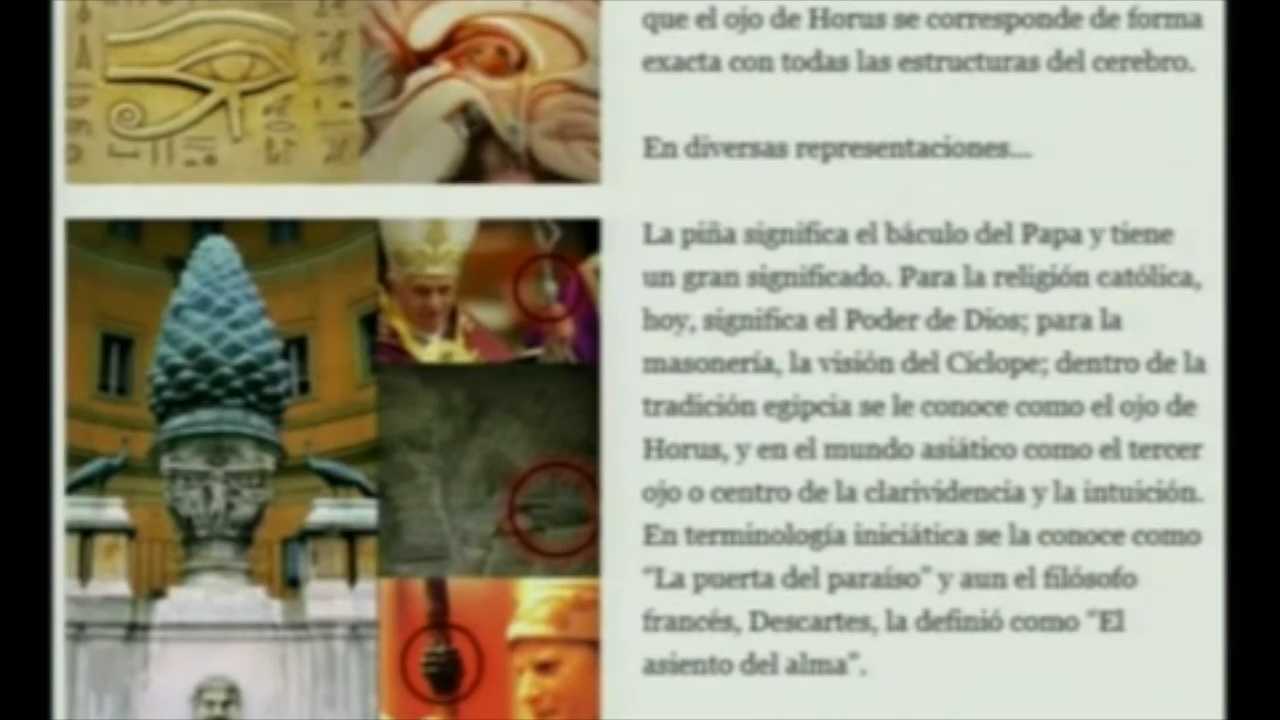 que el ojo de Horus se corresponde de forma
exacta con todas las estructuras del cerebro.
En diversas representaciones...
La piña significa el báculo del Papa y tiene
un gran significado. Para la religión católica,
hoy, significa el Poder de Dios; para la
masonería, la visión del Cíclope; dentro de la
tradición egipcia se le conoce como el ojo de
Horus, y en el mundo asiático como el tercer
ojo o centro de la clarividencia y la intuición.
En terminología iniciática se la conoce como
"La puerta del paraíso" y aun el filósofo
francés, Descartes, la definió como "El
asiento del alma".